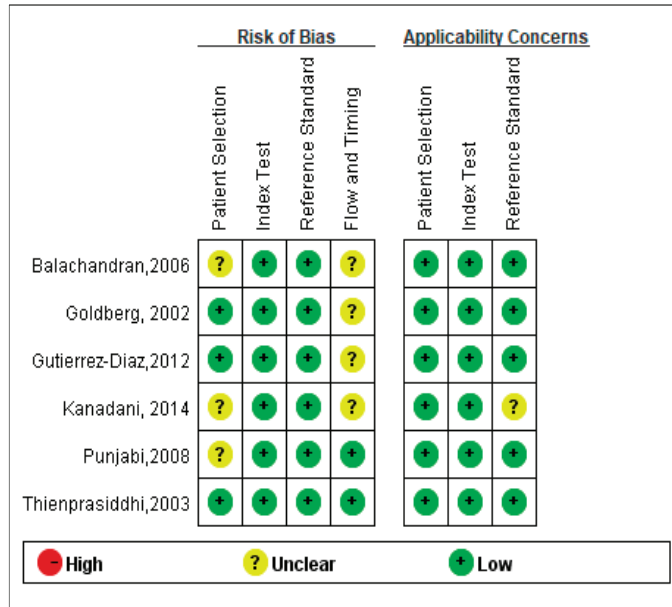 Risk of Bias Applicability Concerns
Patient Selection
Index Test
Reference Standard
Flow and Timing
Patient Selection
Index Test
Reference Standard
Balachandran,2006 ? + + ? + + +
Goldberg, 2002 + + + ? + + +
Gutierrez-Diaz,2012 + + + ? + + +
Kanadani, 2014 ? + + ? + + ?
Punjabi,2008 ? + + + + + +
Thienprasiddhi,2003 + + + + + + +
- High ? Unclear + Low